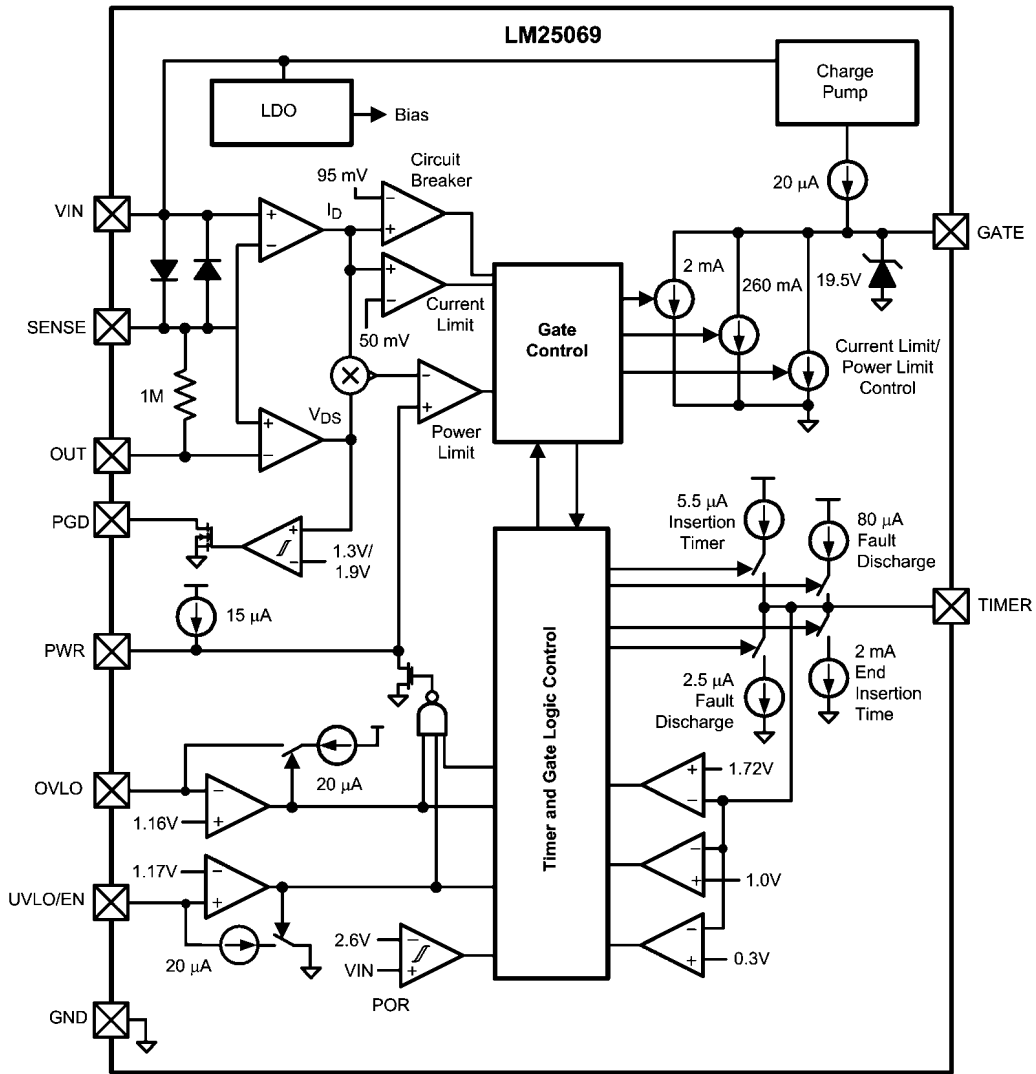 LM25069
Charge
Pump
LDO
Bias
Circuit
Breaker
95 mV
20 µA
VIN
+
−
I_D
−
+
GATE
2 mA
260 mA
19.5V
+
−
Current
Limit
50 mV
SENSE
Gate
Control
Current Limit/
Power Limit
Control
1M
−
+
Power
Limit
V_DS
+
−
OUT
PGD
+
−
1.3V/
1.9V
5.5 µA
Insertion
Timer
80 µA
Fault
Discharge
TIMER
15 µA
PWR
2.5 µA
Fault
Discharge
2 mA
End
Insertion
Time
Timer and Gate Logic Control
20 µA
OVLO
−
+
1.16V
+
−
1.72V
1.17V
−
+
UVLO/EN
−
+
1.0V
20 µA
2.6V
−
VIN
+
POR
−
+
0.3V
GND